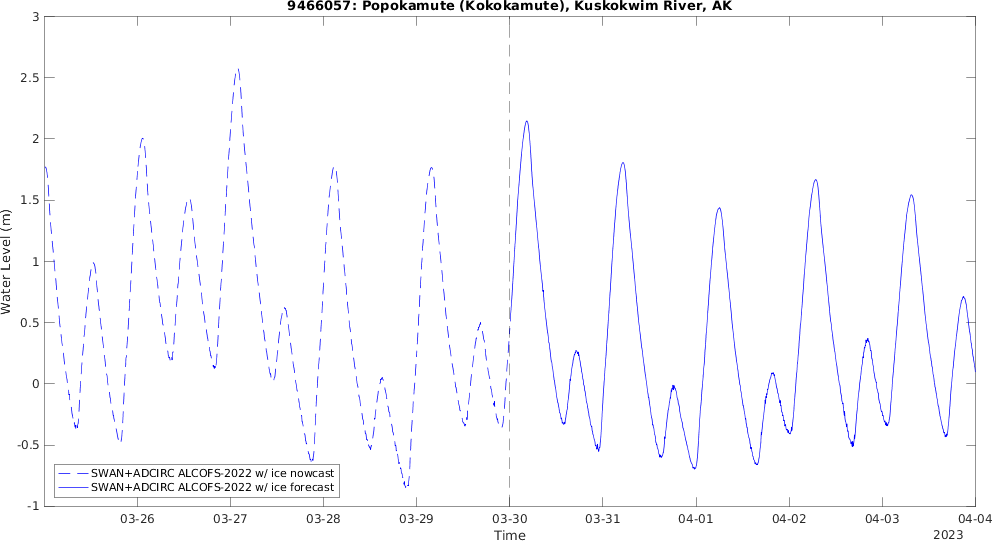 9466057: Popokamute (Kokokamute), Kuskokwim River, AK
3
2.5
2
1.5
1
0.5
0
-0.5
-1
Water Level (m)
SWAN+ADCIRC ALCOFS-2022 w/ ice nowcast
SWAN+ADCIRC ALCOFS-2022 w/ ice forecast
03-26 03-27 03-28 03-29 03-30 03-31 04-01 04-02 04-03 04-04
Time
2023